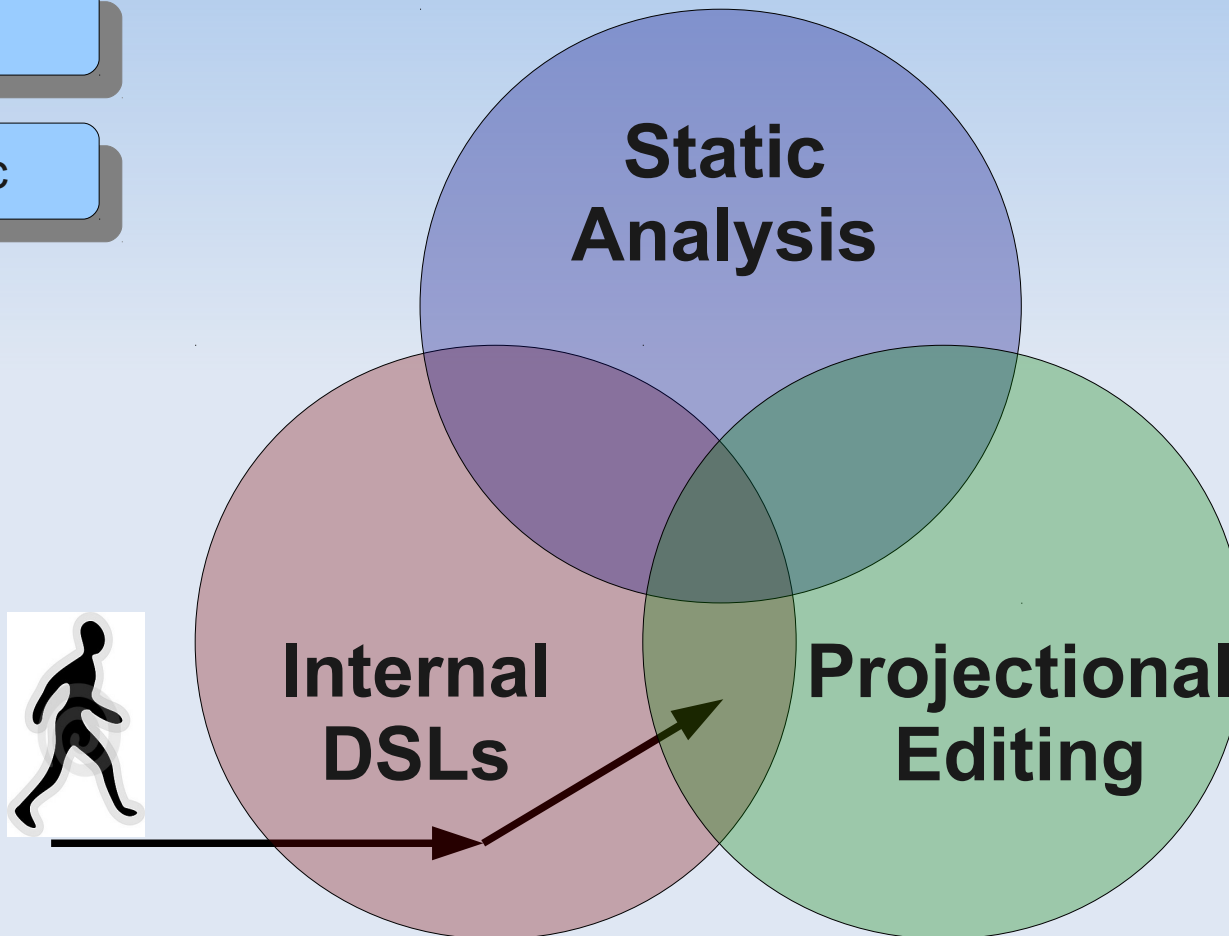 c
Static
Analysis
Internal
DSLs
Projectional
Editing